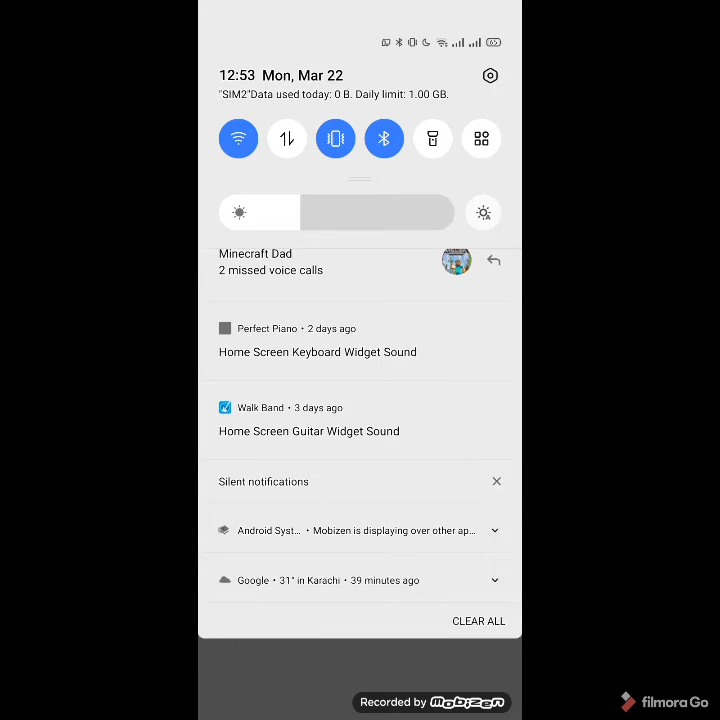 65
12:53 Mon, Mar 22
"SIM2"Data used today: 0 B. Daily limit: 1.00 GB.
Minecraft Dad
2 missed voice calls
Perfect Piano • 2 days ago
Home Screen Keyboard Widget Sound
Walk Band • 3 days ago
Home Screen Guitar Widget Sound
Silent notifications
Android Syst... • Mobizen is displaying over other ap...
Google • 31° in Karachi • 39 minutes ago
CLEAR ALL
Recorded by Mobizen
filmora Go